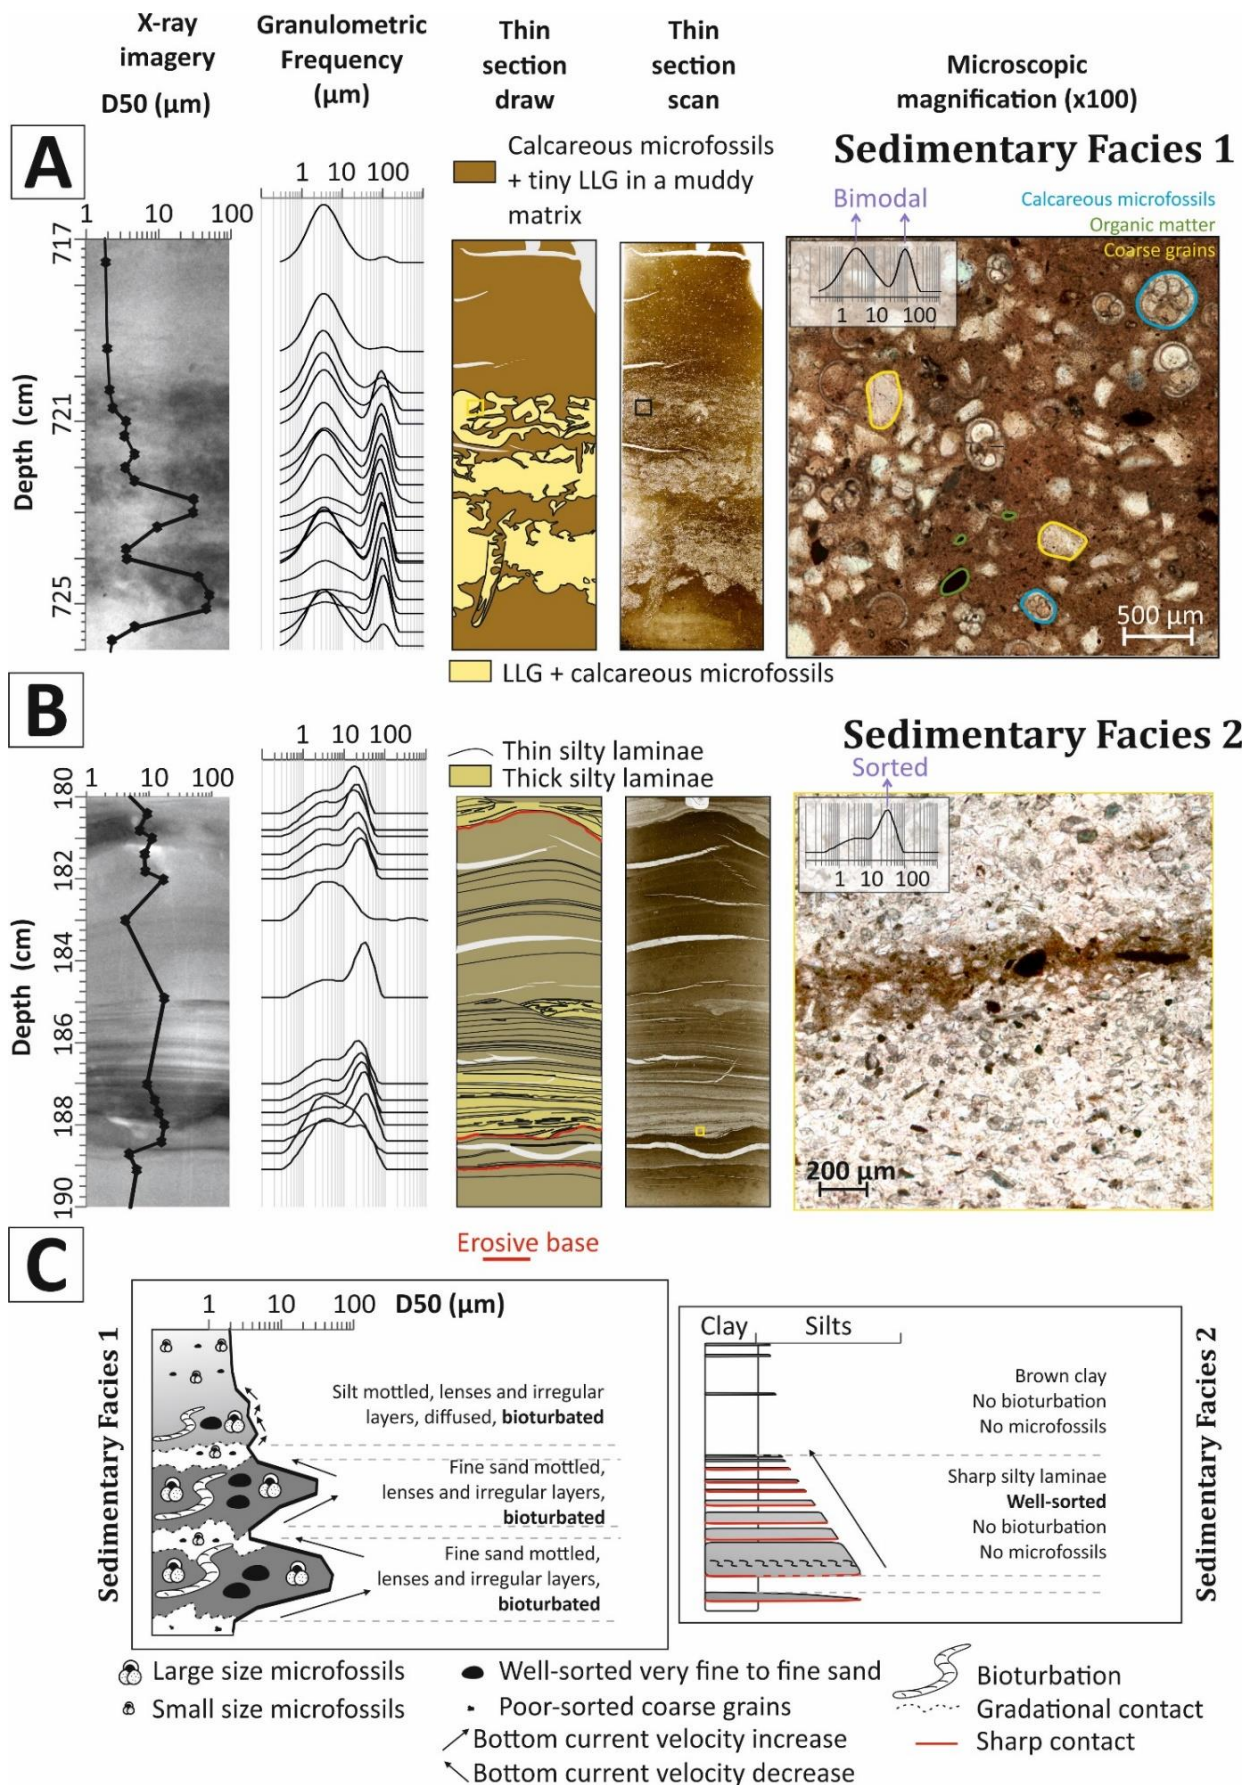 X-ray
imagery
D50 (µm)
Granulometric
Frequency
(µm)
Thin
section
draw
Thin
section
scan
Microscopic
magnification (x100)
A
Calcareous microfossils
+ tiny LLG in a muddy
matrix
Sedimentary Facies 1
1 10 100
1 10 100
Bimodal
Calcareous microfossils
Organic matter
Coarse grains
1 10 100
Depth (cm)
717
721
725
500 µm
LLG + calcareous microfossils
B
1 10 100
1 10 100
Thin silty laminae
Thick silty laminae
Sedimentary Facies 2
Sorted
1 10 100
Depth (cm)
180
182
184
186
188
190
200 µm
Erosive base
C
Sedimentary Facies 1
1 10 100 D50 (µm)
Silt mottled, lenses and irregular
layers, diffused, bioturbated
Fine sand mottled,
lenses and irregular layers,
bioturbated
Fine sand mottled,
lenses and irregular layers,
bioturbated
Clay Silts
Brown clay
No bioturbation
No microfossils
Sharp silty laminae
Well-sorted
No bioturbation
No microfossils
Sedimentary Facies 2
Large size microfossils
Small size microfossils
Well-sorted very fine to fine sand
Poor-sorted coarse grains
Bottom current velocity increase
Bottom current velocity decrease
Bioturbation
Gradational contact
Sharp contact